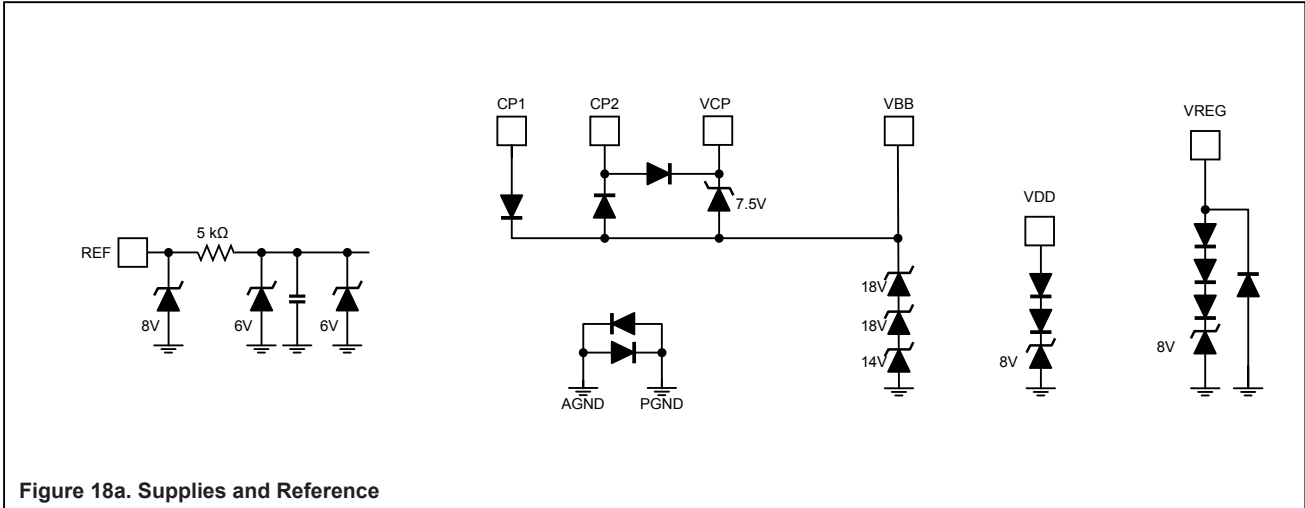 CP1
CP2
VCP
VBB
VREG
7.5V
VDD
5 kΩ
REF
18V
8V
6V
6V
18V
8V
14V
8V
AGND
PGND
Figure 18a. Supplies and Reference